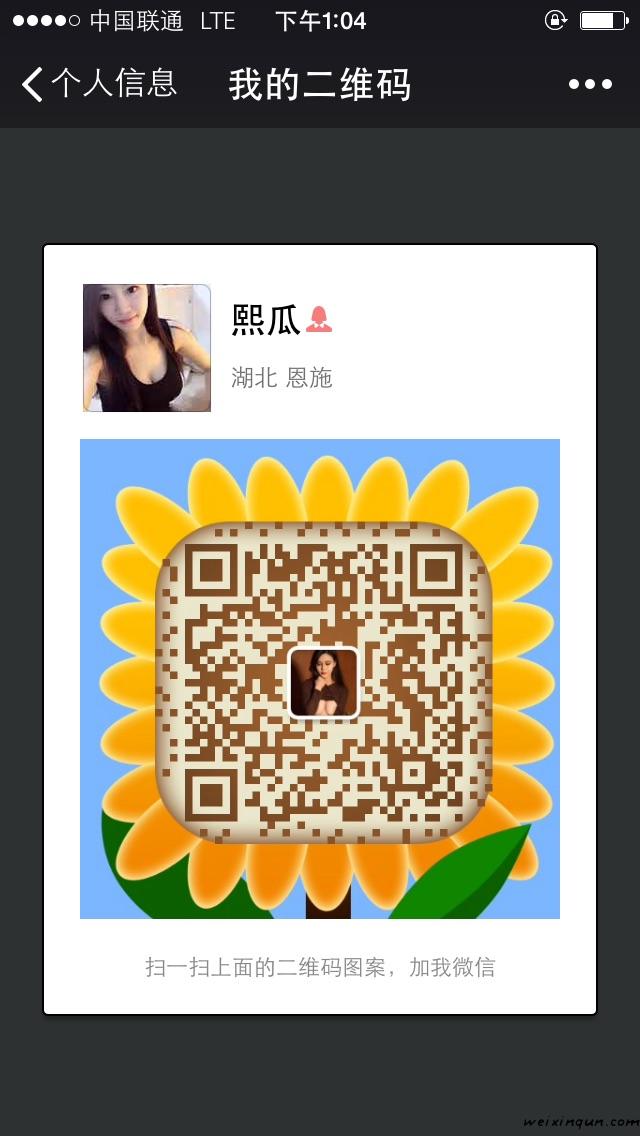 中国联通 LTE 下午1:04
个人信息 我的二维码
熙瓜
湖北 恩施
扫一扫上面的二维码图案，加我微信
weixinqun.com